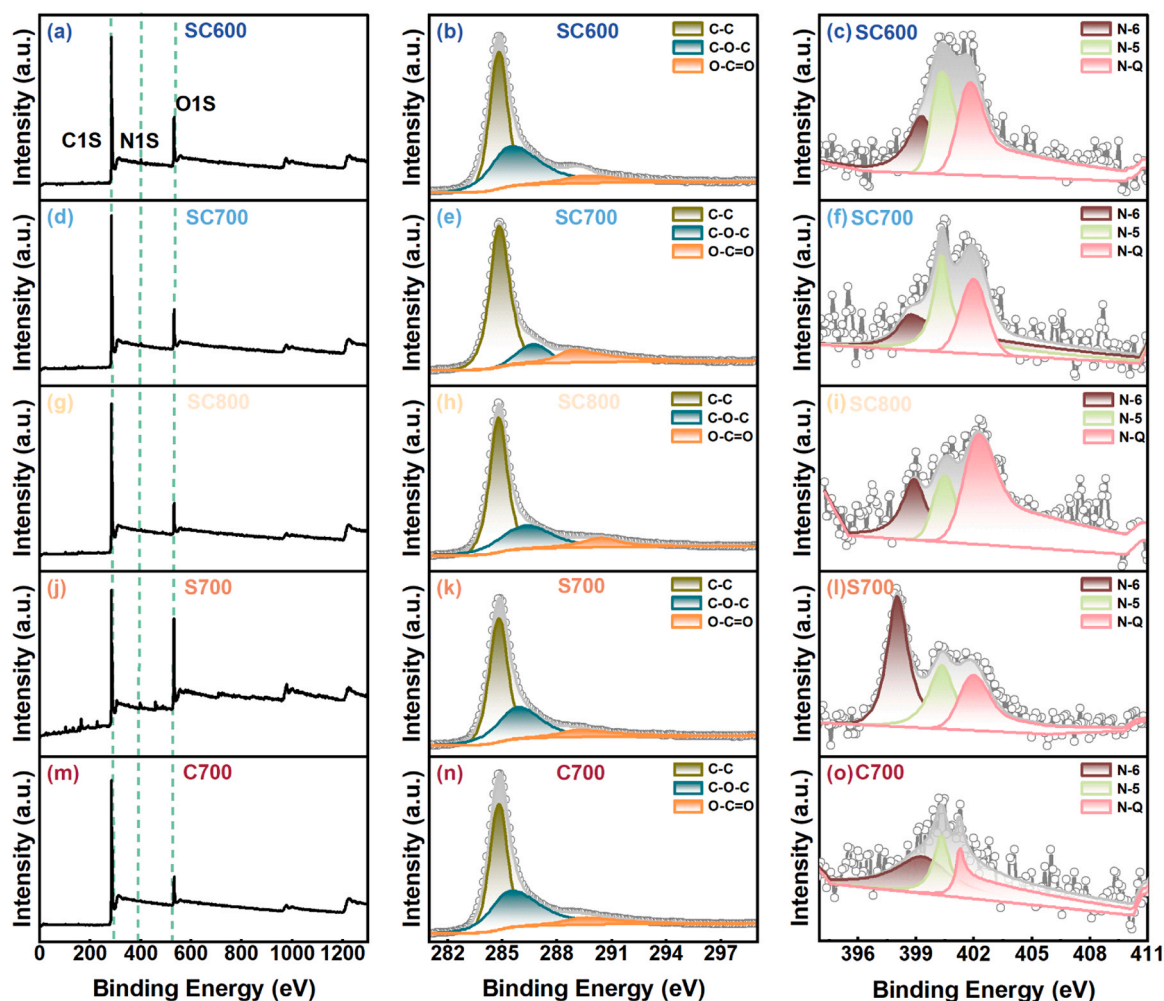 (a) SC600
C1S N1S O1S
Intensity (a.u.)
(b) SC600
C-C
C-O-C
O-C=O
Intensity (a.u.)
(c) SC600
N-6
N-5
N-Q
Intensity (a.u.)
(d) SC700
Intensity (a.u.)
(e) SC700
C-C
C-O-C
O-C=O
Intensity (a.u.)
(f) SC700
N-6
N-5
N-Q
Intensity (a.u.)
(g) SC800
Intensity (a.u.)
(h) SC800
C-C
C-O-C
O-C=O
Intensity (a.u.)
(i) SC800
N-6
N-5
N-Q
Intensity (a.u.)
(j) S700
Intensity (a.u.)
(k) S700
C-C
C-O-C
O-C=O
Intensity (a.u.)
(l) S700
N-6
N-5
N-Q
Intensity (a.u.)
(m) C700
Intensity (a.u.)
0 200 400 600 800 1000 1200
Binding Energy (eV)
(n) C700
C-C
C-O-C
O-C=O
Intensity (a.u.)
282 285 288 291 294 297
Binding Energy (eV)
(o) C700
N-6
N-5
N-Q
Intensity (a.u.)
396 399 402 405 408 411
Binding Energy (eV)